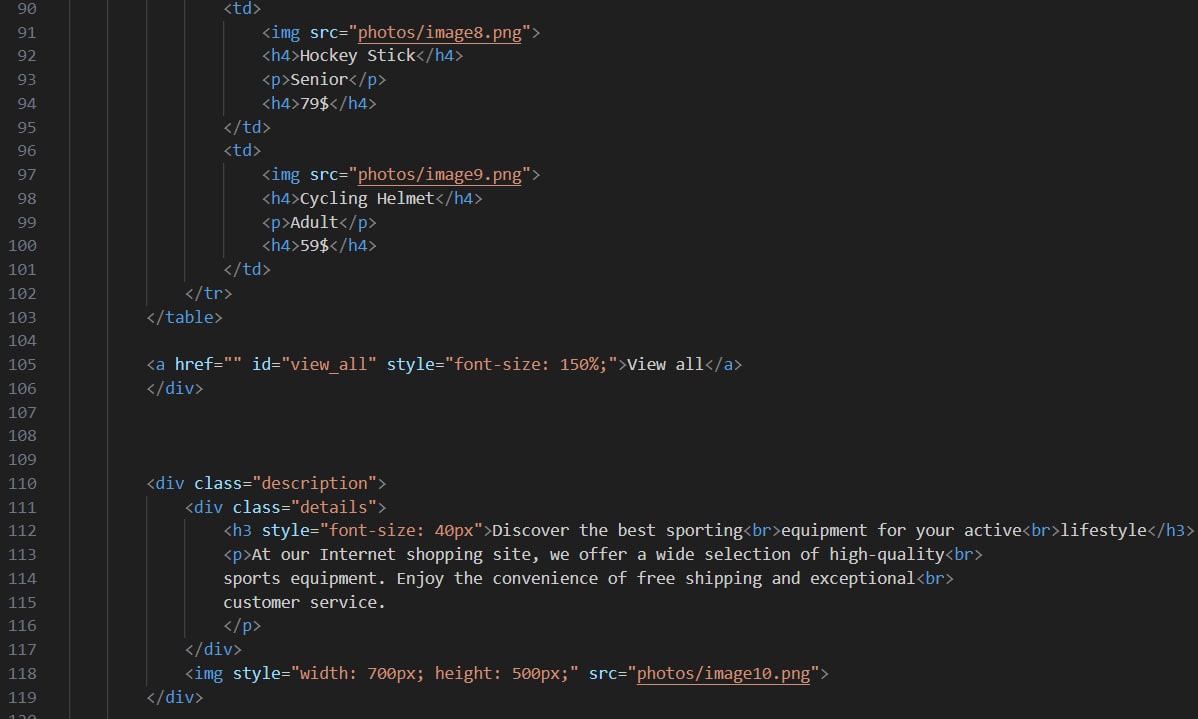 90 <td>
91 <img src="photos/image8.png">
92 <h4>Hockey Stick</h4>
93 <p>Senior</p>
94 <h4>79$</h4>
95 </td>
96 <td>
97 <img src="photos/image9.png">
98 <h4>Cycling Helmet</h4>
99 <p>Adult</p>
100 <h4>59$</h4>
101 </td>
102 </tr>
103 </table>
104
105 <a href="" id="view_all" style="font-size: 150%;">View all</a>
106 </div>
107
108
109
110 <div class="description">
111 <div class="details">
112 <h3 style="font-size: 40px">Discover the best sporting<br>equipment for your active<br>lifestyle</h3>
113 <p>At our Internet shopping site, we offer a wide selection of high-quality<br>
114 sports equipment. Enjoy the convenience of free shipping and exceptional<br>
115 customer service.
116 </p>
117 </div>
118 <img style="width: 700px; height: 500px;" src="photos/image10.png">
119 </div>